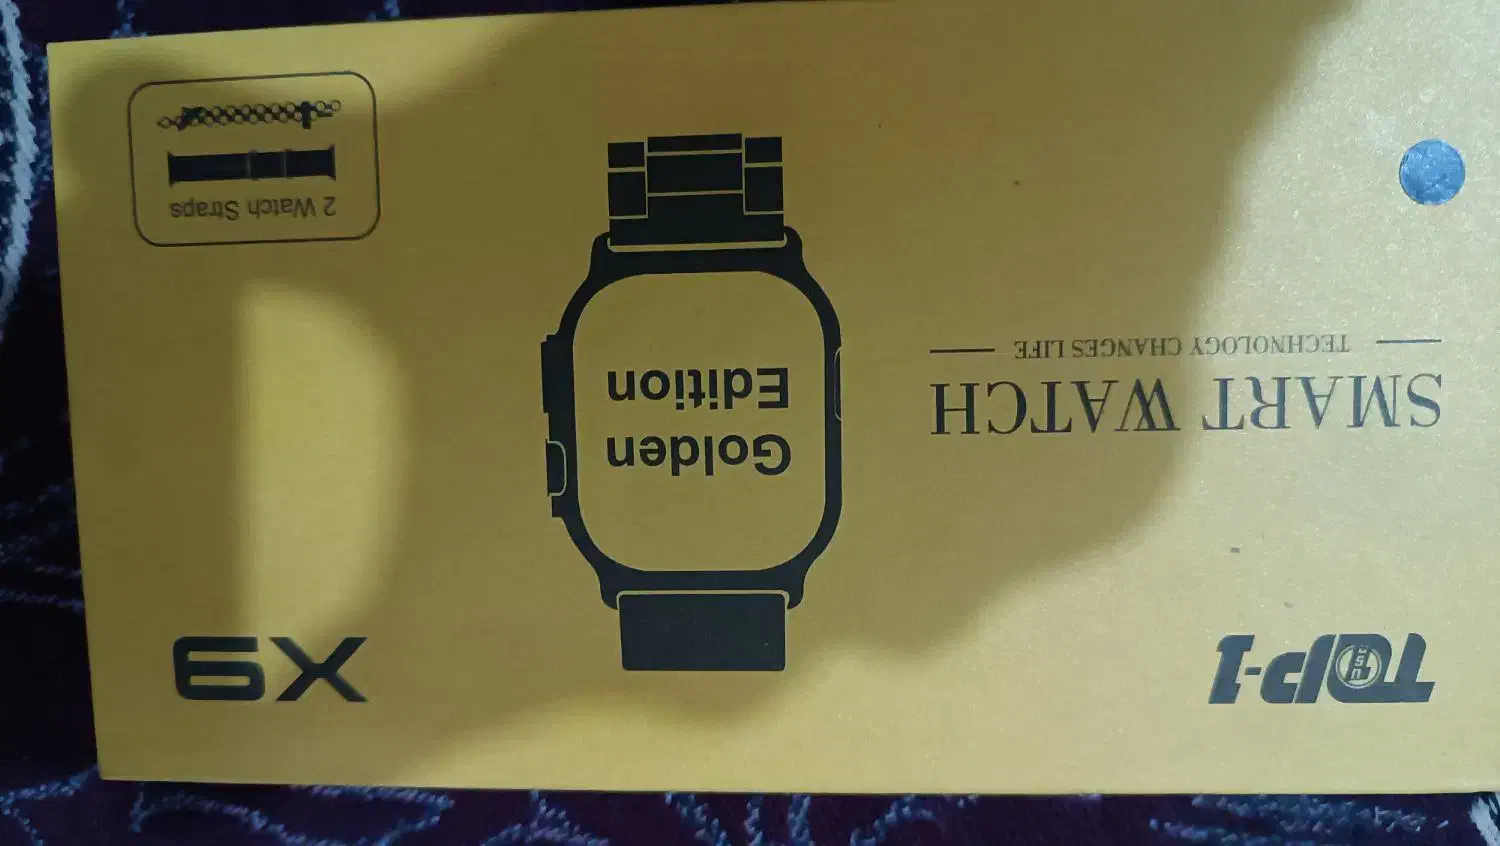 TOP-1
X9
SMART WATCH
TECHNOLOGY CHANGES LIFE
Golden
Edition
2 Watch Straps